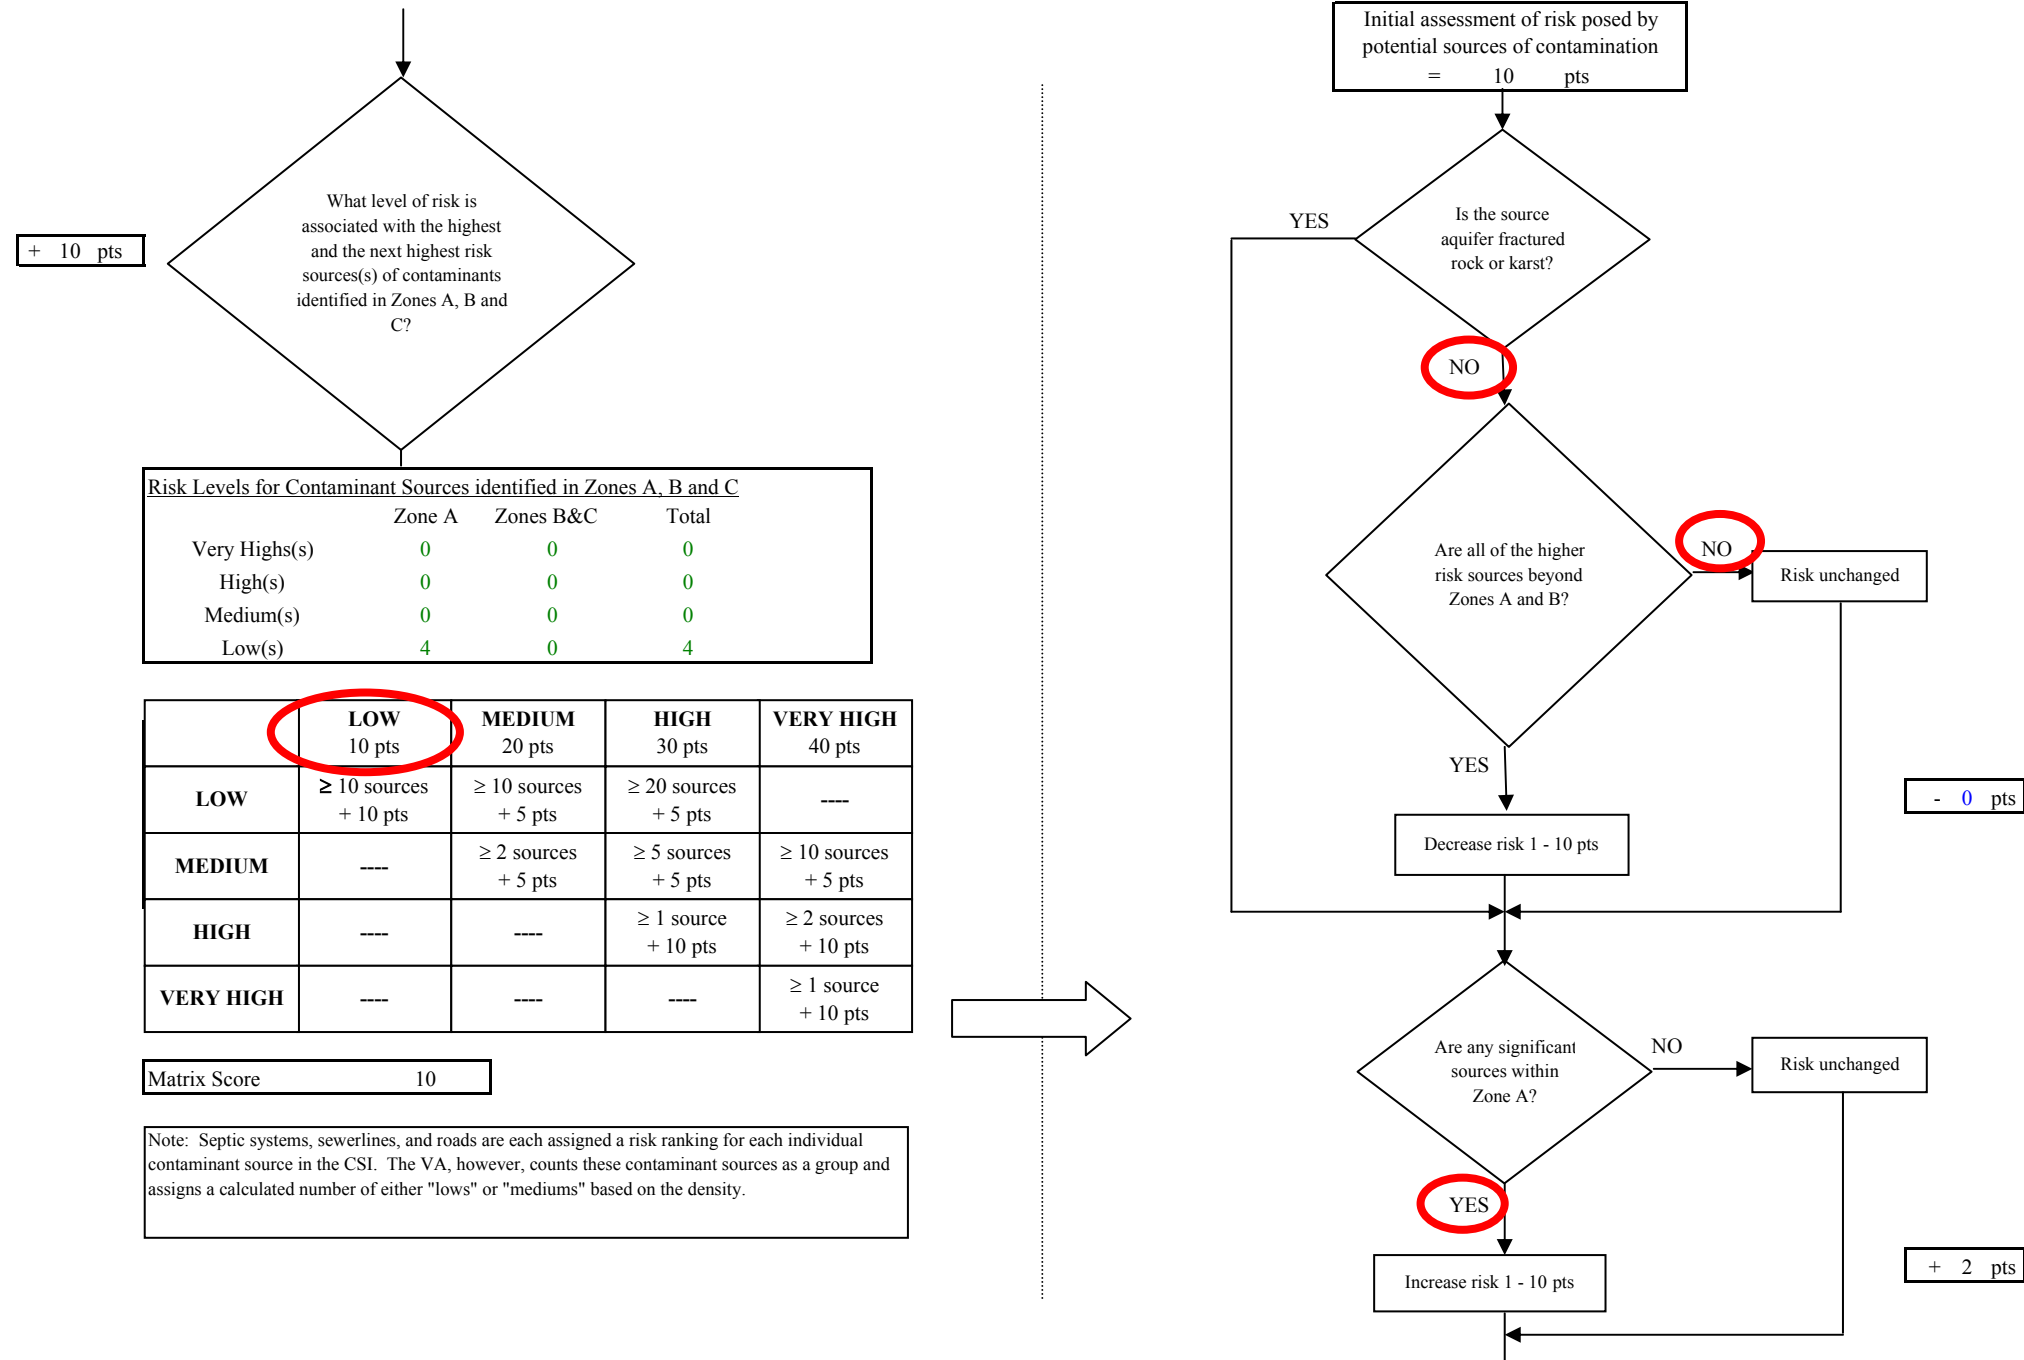 + 10 pts
What level of risk is
associated with the highest
and the next highest risk
sources(s) of contaminants
identified in Zones A, B and
C?
Risk Levels for Contaminant Sources identified in Zones A, B and C
Zone A Zones B&C Total
Very Highs(s) 0 0 0
High(s) 0 0 0
Medium(s) 0 0 0
Low(s) 4 0 4
LOW MEDIUM HIGH VERY HIGH
10 pts 20 pts 30 pts 40 pts
LOW ≥ 10 sources ≥ 10 sources ≥ 20 sources ----
+ 10 pts + 5 pts + 5 pts
MEDIUM ---- ≥ 2 sources ≥ 5 sources ≥ 10 sources
+ 5 pts + 5 pts + 5 pts
HIGH ---- ---- ≥ 1 source ≥ 2 sources
+ 10 pts + 10 pts
VERY HIGH ---- ---- ---- ≥ 1 source
+ 10 pts
Matrix Score 10
Note: Septic systems, sewerlines, and roads are each assigned a risk ranking for each individual
contaminant source in the CSI. The VA, however, counts these contaminant sources as a group and
assigns a calculated number of either "lows" or "mediums" based on the density.
Initial assessment of risk posed by
potential sources of contamination
= 10 pts
Is the source
aquifer fractured
rock or karst?
YES
NO
Are all of the higher
risk sources beyond
Zones A and B?
NO
Risk unchanged
YES
Decrease risk 1 - 10 pts
- 0 pts
Are any significant
sources within
Zone A?
NO
Risk unchanged
YES
Increase risk 1 - 10 pts
+ 2 pts